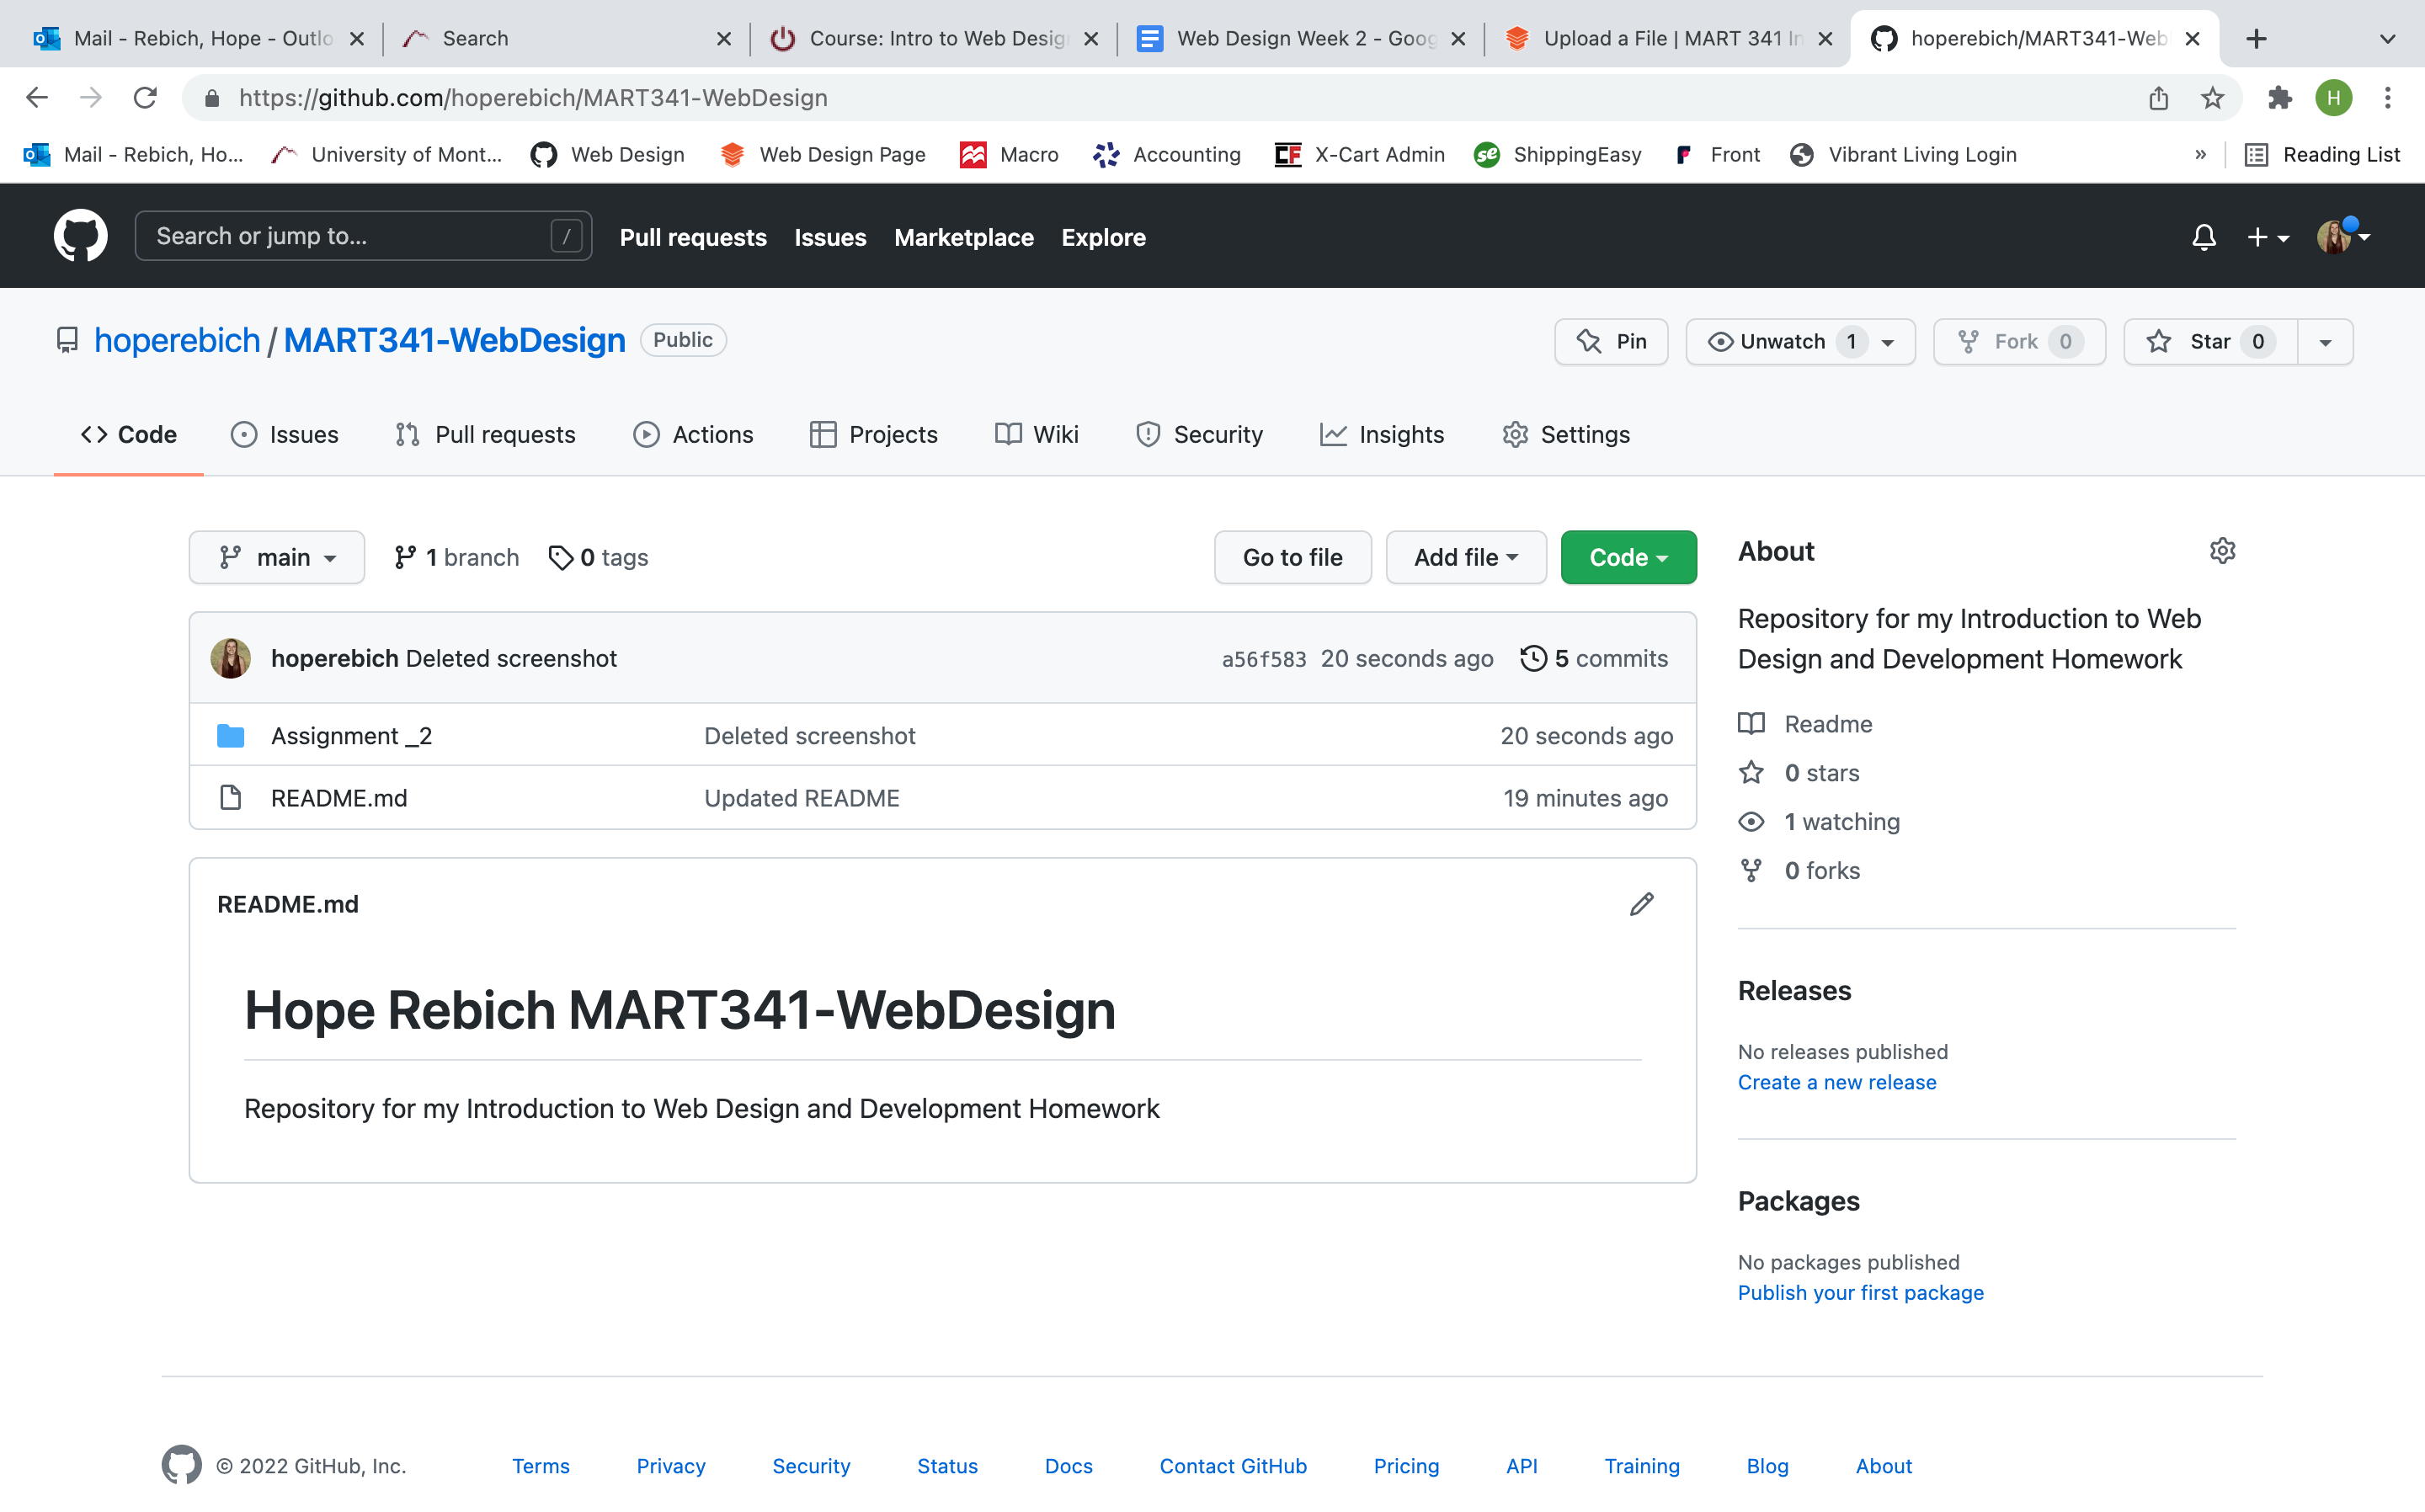 Mail - Rebich, Hope - Outlo
Search
Course: Intro to Web Desig
Web Design Week 2 - Goog
Upload a File | MART 341 In
hoperebich/MART341-Web
https://github.com/hoperebich/MART341-WebDesign
H
Mail - Rebich, Ho...
University of Mont...
Web Design
Web Design Page
Macro
Accounting
CF X-Cart Admin
se ShippingEasy
Front
Vibrant Living Login
»
Reading List
Search or jump to... /
Pull requests
Issues
Marketplace
Explore
hoperebich / MART341-WebDesign Public
Pin
Unwatch 1
Fork 0
Star 0
Code
Issues
Pull requests
Actions
Projects
Wiki
Security
Insights
Settings
main
1 branch
0 tags
Go to file
Add file
Code
hoperebich Deleted screenshot a56f583 20 seconds ago 5 commits
Assignment _2 Deleted screenshot 20 seconds ago
README.md Updated README 19 minutes ago
README.md
Hope Rebich MART341-WebDesign
Repository for my Introduction to Web Design and Development Homework
About
Repository for my Introduction to Web
Design and Development Homework
Readme
0 stars
1 watching
0 forks
Releases
No releases published
Create a new release
Packages
No packages published
Publish your first package
© 2022 GitHub, Inc.
Terms
Privacy
Security
Status
Docs
Contact GitHub
Pricing
API
Training
Blog
About